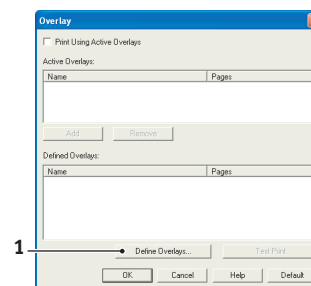 Overlay
Print Using Active Overlays
Active Overlays:
Name Pages
Add Remove
Defined Overlays:
Name Pages
1 Define Overlays... Test Print
OK Cancel Help Default